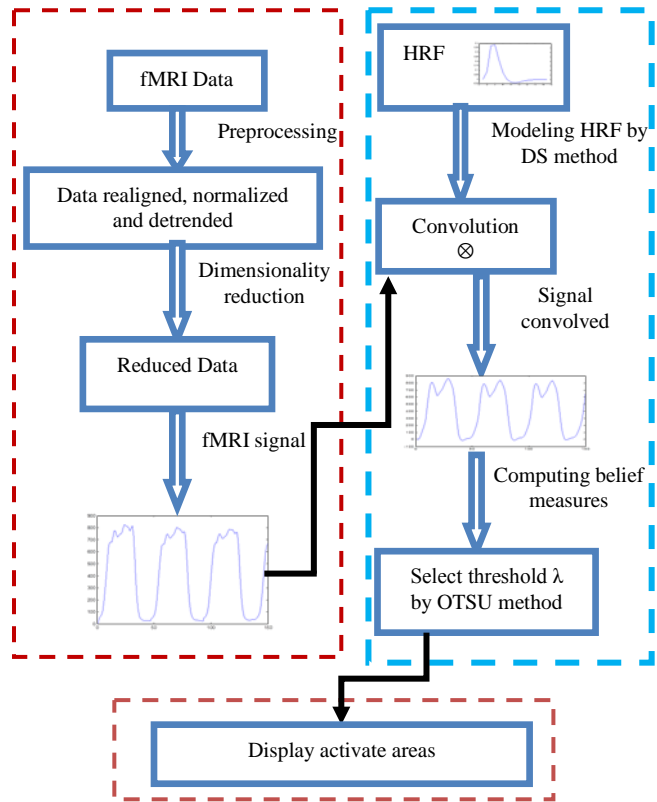 fMRI Data
Preprocessing
Data realigned, normalized
and detrended
Dimensionality
reduction
Reduced Data
fMRI signal
HRF
Modeling HRF by
DS method
Convolution
⊗
Signal
convolved
Computing belief
measures
Select threshold λ
by OTSU method
Display activate areas